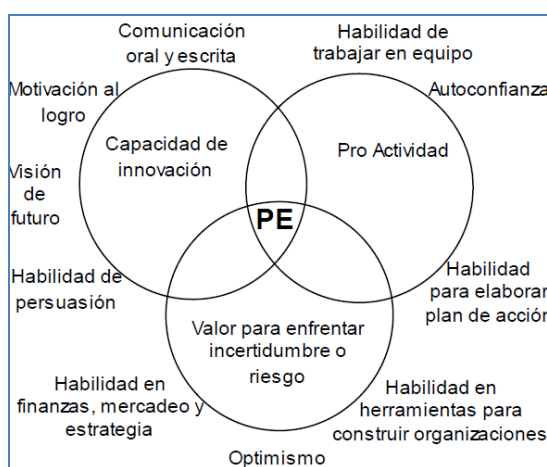 Comunicación
oral y escrita
Habilidad de
trabajar en equipo
Motivación al
logro
Autoconfianza
Capacidad de
innovación
Pro Actividad
Visión
de
futuro
PE
Habilidad de
persuasión
Habilidad
para elaborar
plan de acción
Valor para enfrentar
incertidumbre o
riesgo
Habilidad en
finanzas, mercadeo y
estrategia
Habilidad en
herramientas para
construir organizaciones
Optimismo